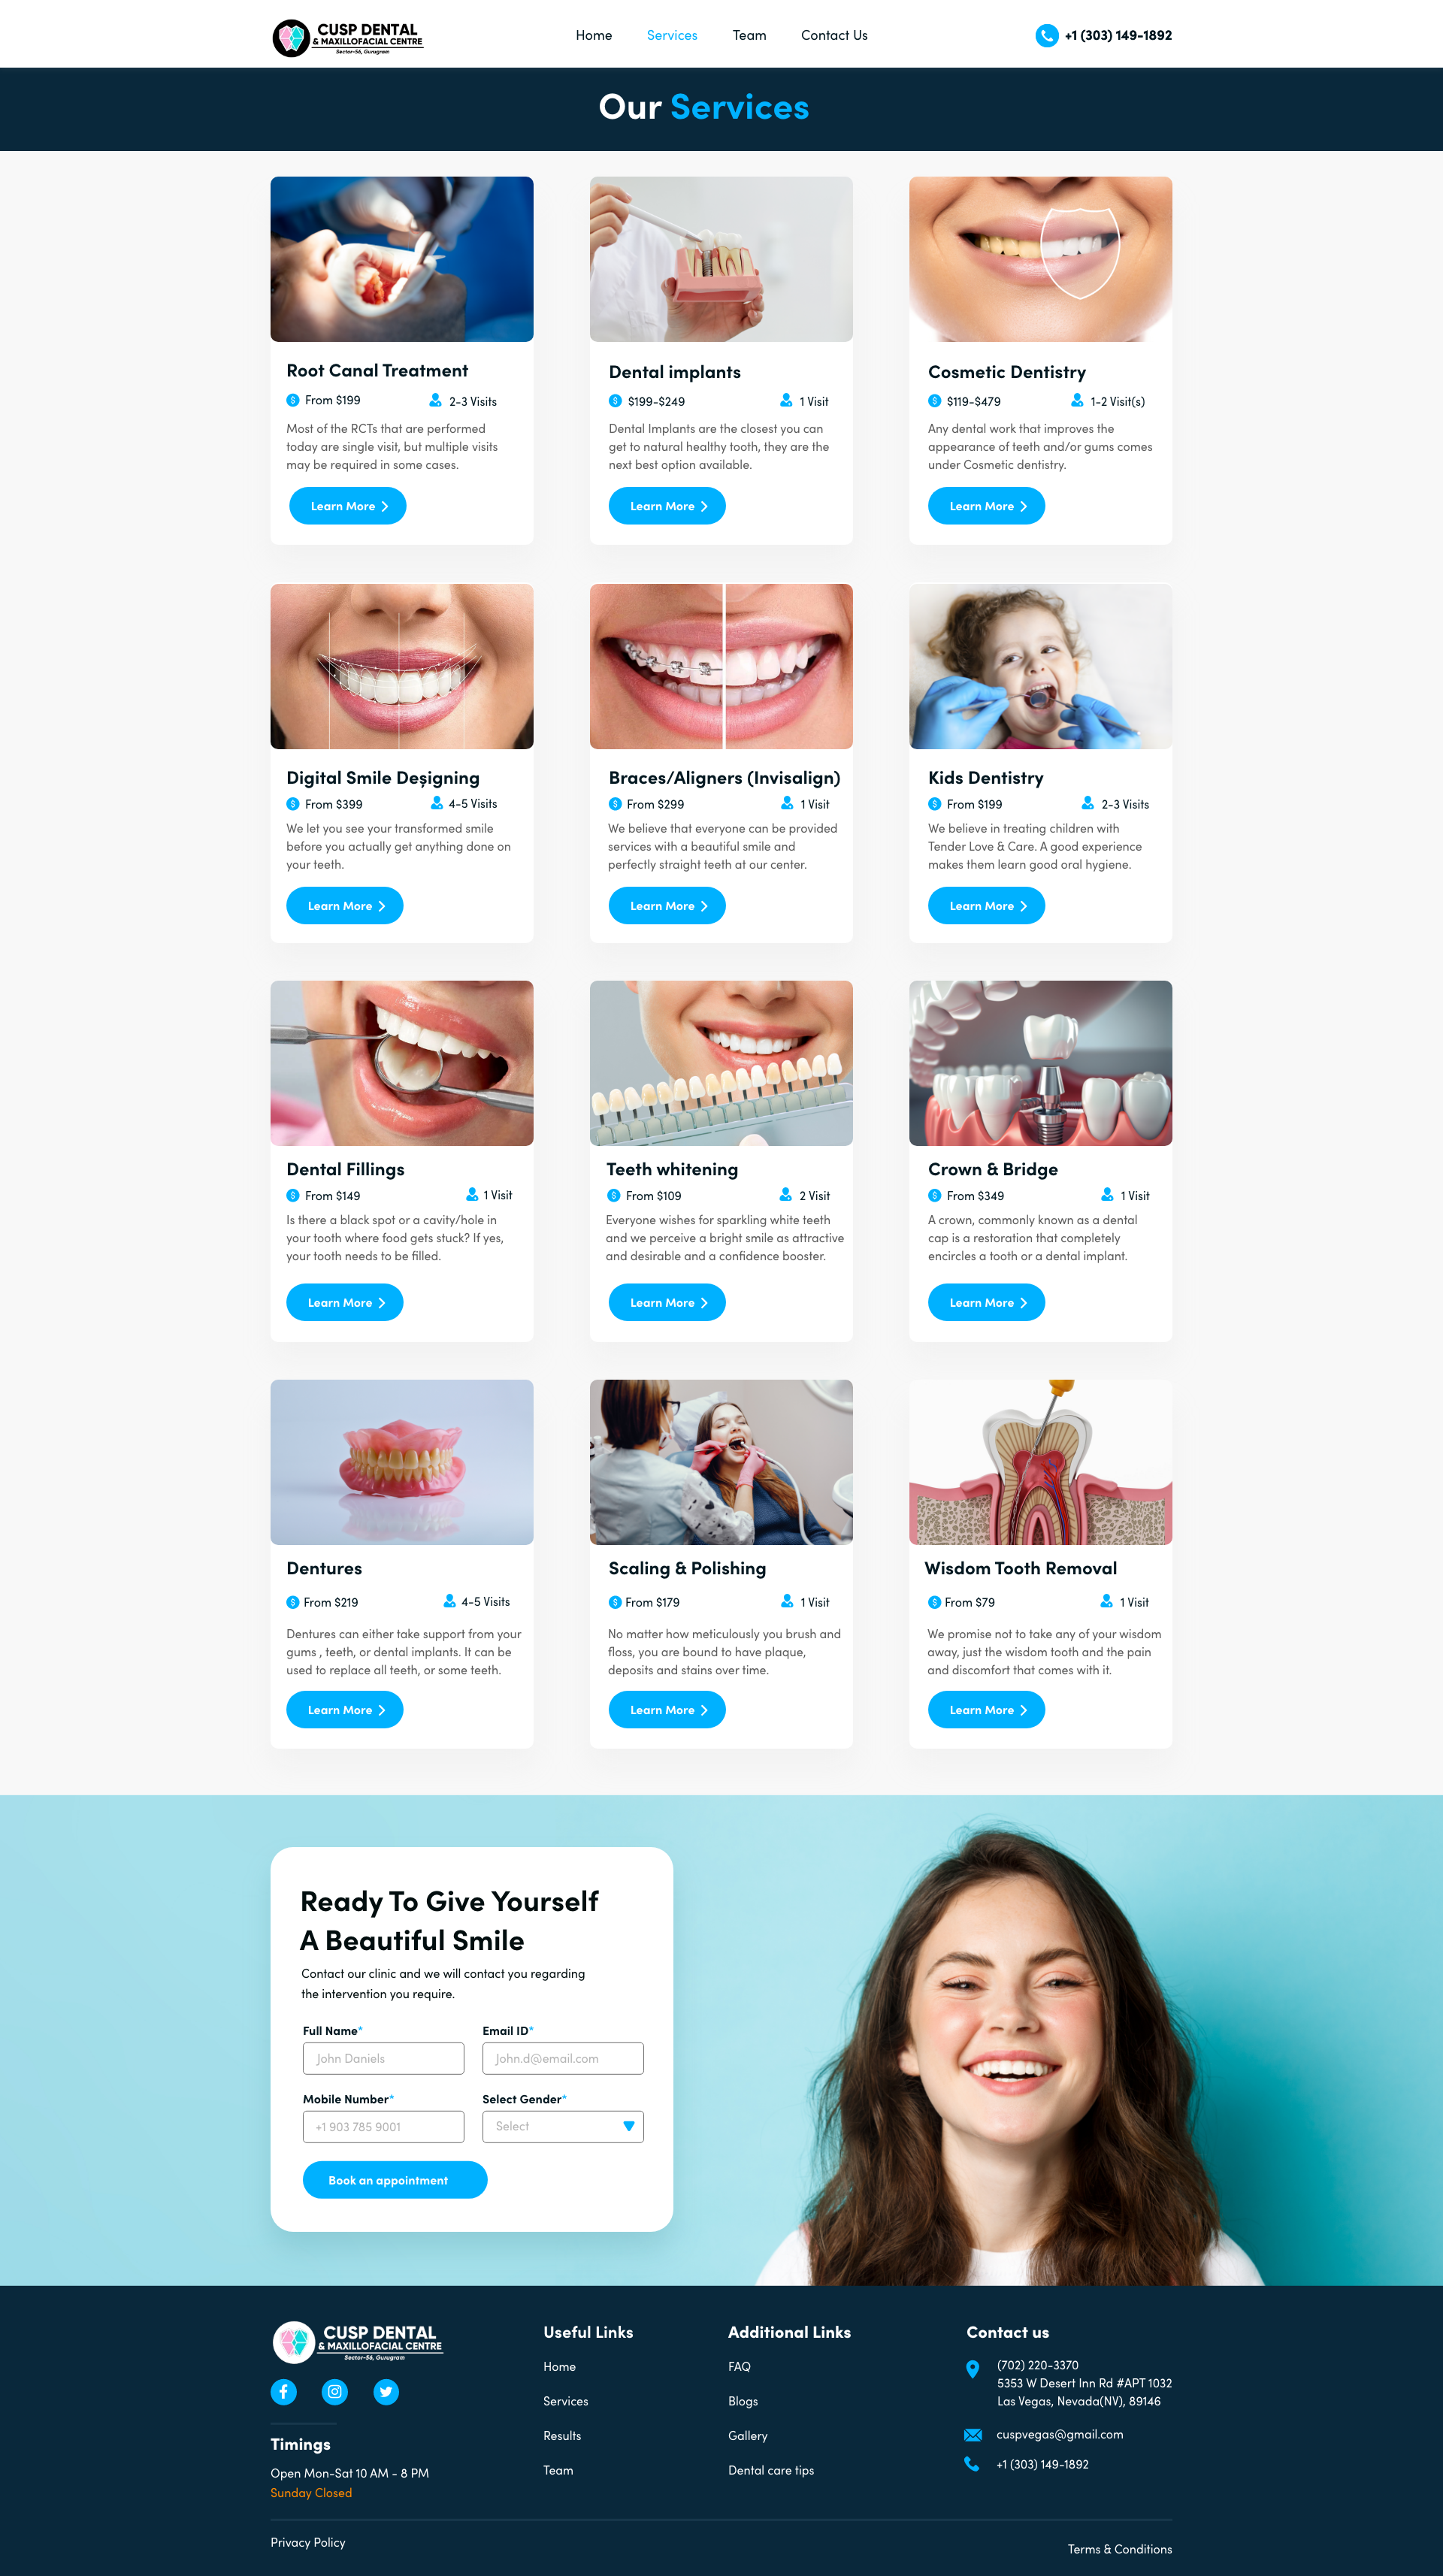 CUSP DENTAL
& MAXILLOFACIAL CENTRE
Sector-56, Gurugram
Home
Services
Team
Contact Us
+1 (303) 149-1892
Our Services
Root Canal Treatment
$ From $199
2-3 Visits
Most of the RCTs that are performed
today are single visit, but multiple visits
may be required in some cases.
Learn More
Dental implants
$ $199-$249
1 Visit
Dental Implants are the closest you can
get to natural healthy tooth, they are the
next best option available.
Learn More
Cosmetic Dentistry
$ $119-$479
1-2 Visit(s)
Any dental work that improves the
appearance of teeth and/or gums comes
under Cosmetic dentistry.
Learn More
Digital Smile Designing
$ From $399
4-5 Visits
We let you see your transformed smile
before you actually get anything done on
your teeth.
Learn More
Braces/Aligners (Invisalign)
$ From $299
1 Visit
We believe that everyone can be provided
services with a beautiful smile and
perfectly straight teeth at our center.
Learn More
Kids Dentistry
$ From $199
2-3 Visits
We believe in treating children with
Tender Love & Care. A good experience
makes them learn good oral hygiene.
Learn More
Dental Fillings
$ From $149
1 Visit
Is there a black spot or a cavity/hole in
your tooth where food gets stuck? If yes,
your tooth needs to be filled.
Learn More
Teeth whitening
$ From $109
2 Visit
Everyone wishes for sparkling white teeth
and we perceive a bright smile as attractive
and desirable and a confidence booster.
Learn More
Crown & Bridge
$ From $349
1 Visit
A crown, commonly known as a dental
cap is a restoration that completely
encircles a tooth or a dental implant.
Learn More
Dentures
$ From $219
4-5 Visits
Dentures can either take support from your
gums , teeth, or dental implants. It can be
used to replace all teeth, or some teeth.
Learn More
Scaling & Polishing
$ From $179
1 Visit
No matter how meticulously you brush and
floss, you are bound to have plaque,
deposits and stains over time.
Learn More
Wisdom Tooth Removal
$ From $79
1 Visit
We promise not to take any of your wisdom
away, just the wisdom tooth and the pain
and discomfort that comes with it.
Learn More
Ready To Give Yourself
A Beautiful Smile
Contact our clinic and we will contact you regarding
the intervention you require.
Full Name*
John Daniels
Email ID*
John.d@email.com
Mobile Number*
+1 903 785 9001
Select Gender*
Select
Book an appointment
CUSP DENTAL
& MAXILLOFACIAL CENTRE
Sector-56, Gurugram
Timings
Open Mon-Sat 10 AM - 8 PM
Sunday Closed
Useful Links
Home
Services
Results
Team
Additional Links
FAQ
Blogs
Gallery
Dental care tips
Contact us
(702) 220-3370
5353 W Desert Inn Rd #APT 1032
Las Vegas, Nevada(NV), 89146
cuspvegas@gmail.com
+1 (303) 149-1892
Privacy Policy
Terms & Conditions